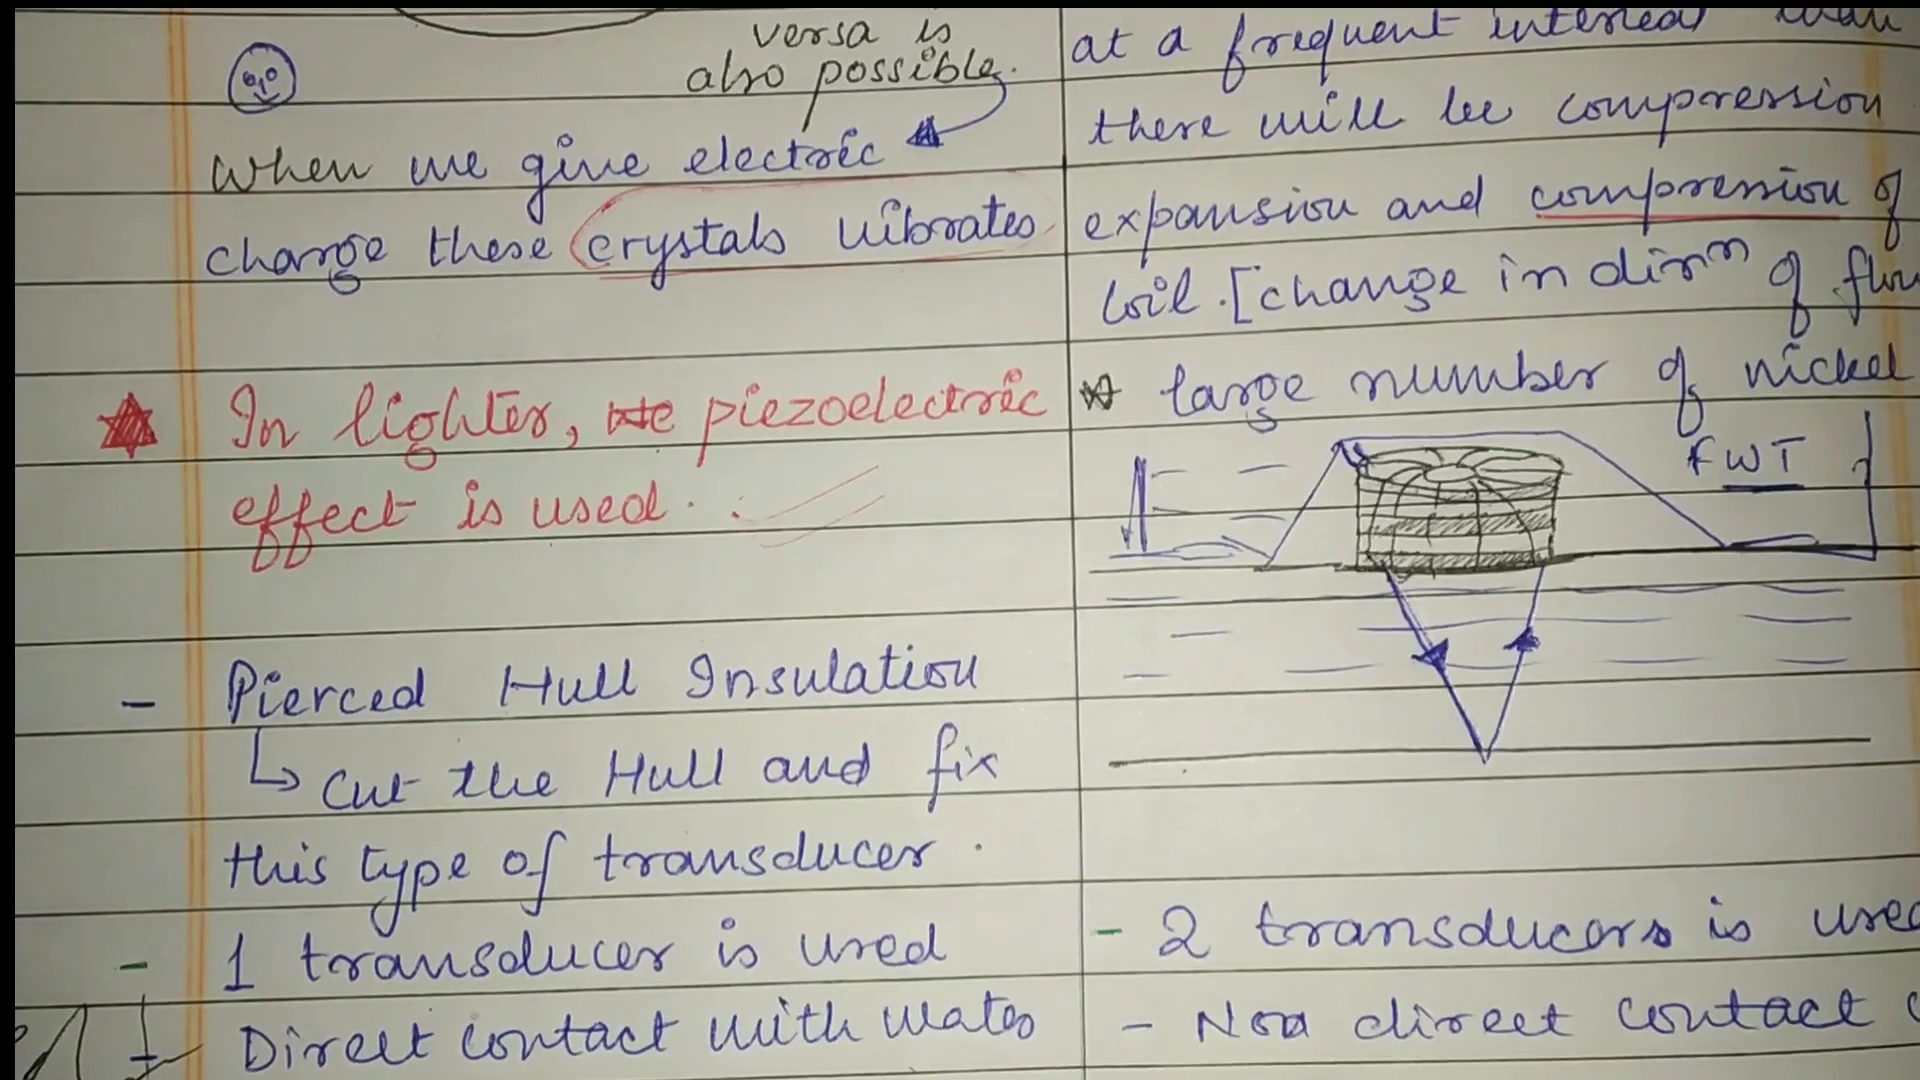 versa is
also possible.
When we give electric
charge these crystals vibrates
In lighter, piezoelectric
effect is used.
- Pierced Hull Insulation
↳ cut the Hull and fix
this type of transducer.
- 1 transducer is used
Direct contact with water
at a frequent
there will be compression
expansion and compression of
coil. [change in dirⁿ of flow
large number of nickel
FWT
- 2 transducers is used
- Non direct contact